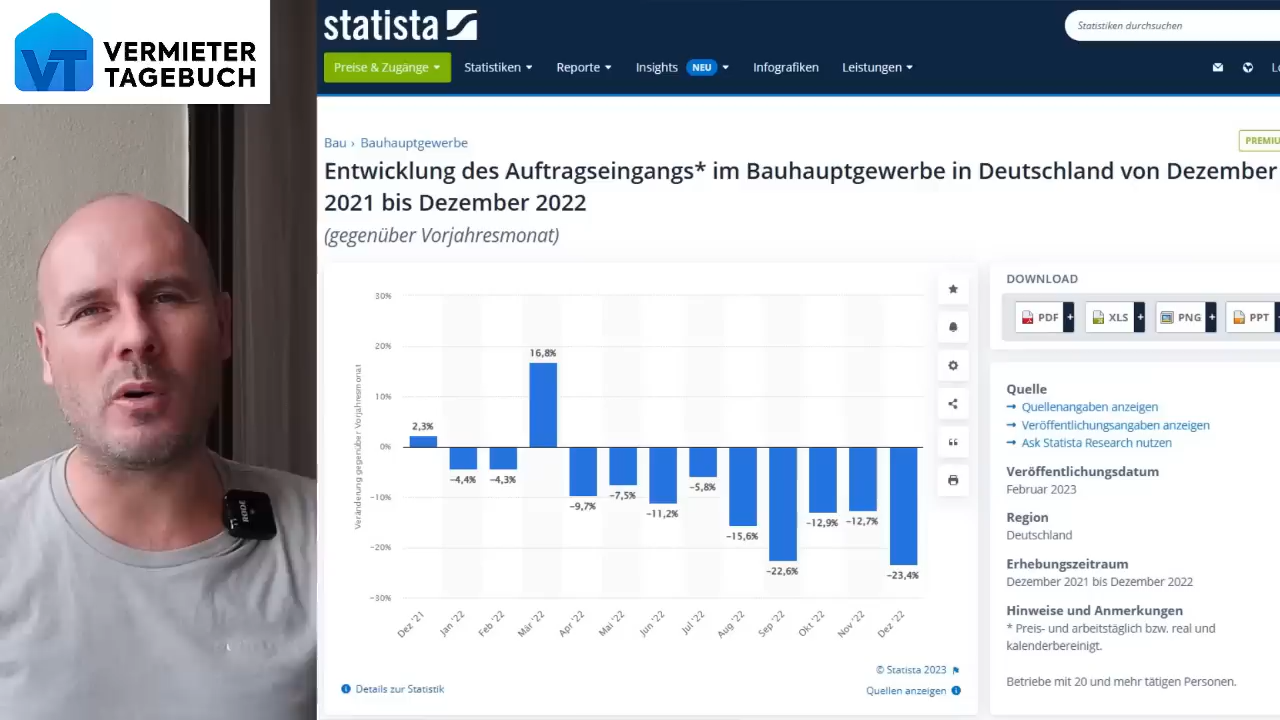 VERMIETER
TAGEBUCH
VT
statista
Statistiken durchsuchen
Preise & Zugänge
Statistiken
Reporte
Insights
NEU
Infografiken
Leistungen
Bau › Bauhauptgewerbe
Entwicklung des Auftragseingangs* im Bauhauptgewerbe in Deutschland von Dezember
2021 bis Dezember 2022
(gegenüber Vorjahresmonat)
Veränderung gegenüber Vorjahresmonat
30%
20%
10%
0%
-10%
-20%
-30%
2,3%
-4,4%
-4,3%
16,8%
-9,7%
-7,5%
-11,2%
-5,8%
-15,6%
-22,6%
-12,9%
-12,7%
-23,4%
Dez '21
Jan '22
Feb '22
Mär '22
Apr '22
Mai '22
Jun '22
Jul '22
Aug '22
Sep '22
Okt '22
Nov '22
Dez '22
Details zur Statistik
© Statista 2023
Quellen anzeigen
DOWNLOAD
PDF +
XLS +
PNG +
PPT
Quelle
→ Quellenangaben anzeigen
→ Veröffentlichungsangaben anzeigen
→ Ask Statista Research nutzen
Veröffentlichungsdatum
Februar 2023
Region
Deutschland
Erhebungszeitraum
Dezember 2021 bis Dezember 2022
Hinweise und Anmerkungen
* Preis- und arbeitstäglich bzw. real und
kalenderbereinigt.
Betriebe mit 20 und mehr tätigen Personen.
RODE